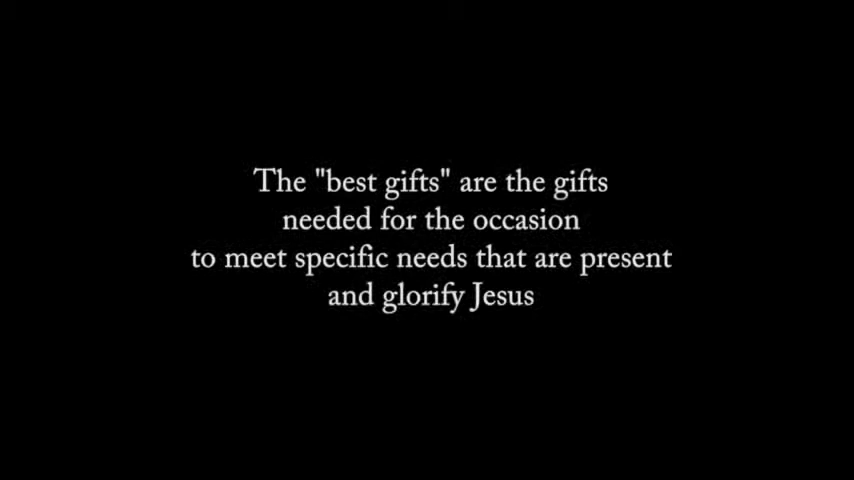 The "best gifts" are the gifts
needed for the occasion
to meet specific needs that are present
and glorify Jesus